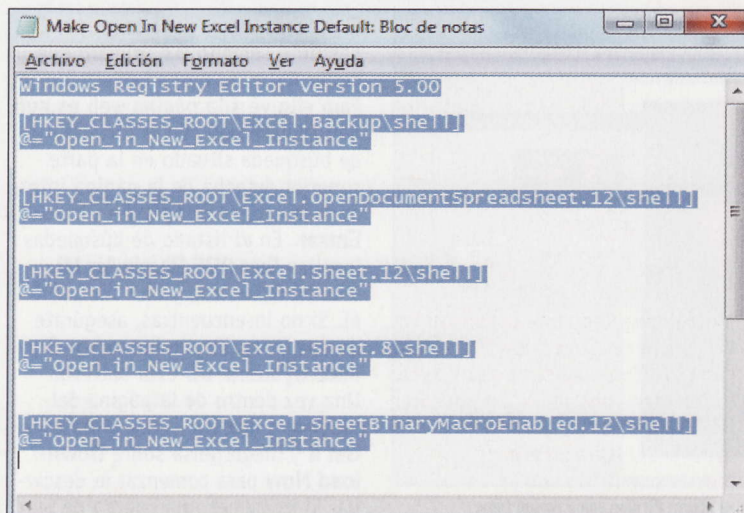 Make Open In New Excel Instance Default: Bloc de notas
Archivo Edición Formato Ver Ayuda
Windows Registry Editor Version 5.00
[HKEY_CLASSES_ROOT\Excel.Backup\shell]
@="Open_in_New_Excel_Instance"
[HKEY_CLASSES_ROOT\Excel.OpenDocumentSpreadsheet.12\shell]
@="Open_in_New_Excel_Instance"
[HKEY_CLASSES_ROOT\Excel.Sheet.12\shell]
@="Open_in_New_Excel_Instance"
[HKEY_CLASSES_ROOT\Excel.Sheet.8\shell]
@="Open_in_New_Excel_Instance"
[HKEY_CLASSES_ROOT\Excel.SheetBinaryMacroEnabled.12\shell]
@="Open_in_New_Excel_Instance"